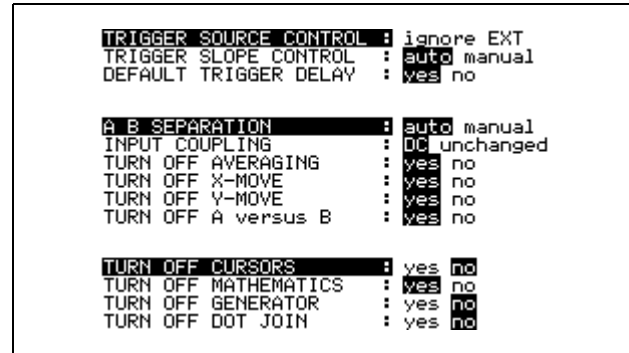 TRIGGER SOURCE CONTROL : ignore EXT
TRIGGER SLOPE CONTROL : auto manual
DEFAULT TRIGGER DELAY : yes no
A B SEPARATION : auto manual
INPUT COUPLING : DC unchanged
TURN OFF AVERAGING : yes no
TURN OFF X-MOVE : yes no
TURN OFF Y-MOVE : yes no
TURN OFF A versus B : yes no
TURN OFF CURSORS : yes no
TURN OFF MATHEMATICS : yes no
TURN OFF GENERATOR : yes no
TURN OFF DOT JOIN : yes no